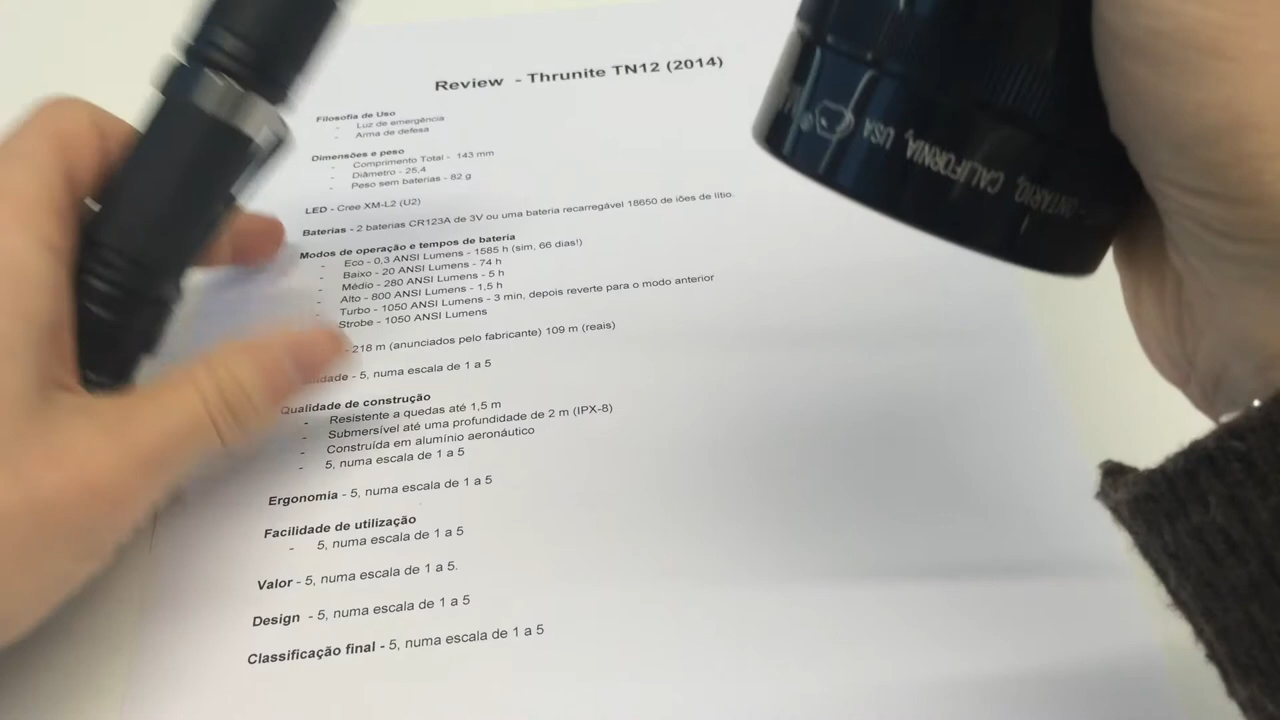 Review - Thrunite TN12 (2014)
Filosofia de Uso
- Luz de emergência
- Arma de defesa
Dimensões e peso
- Comprimento Total - 143 mm
- Diâmetro - 25,4
- Peso sem baterias - 82 g
LED - Cree XM-L2 (U2)
Baterias - 2 baterias CR123A de 3V ou uma bateria recarregável 18650 de iões de lítio.
Modos de operação e tempos de bateria
- Eco - 0,3 ANSI Lumens - 1585 h (sim, 66 dias!)
- Baixo - 20 ANSI Lumens - 74 h
- Médio - 280 ANSI Lumens - 5 h
- Alto - 800 ANSI Lumens - 1,5 h
- Turbo - 1050 ANSI Lumens - 3 min, depois reverte para o modo anterior
Strobe - 1050 ANSI Lumens
- 218 m (anunciados pelo fabricante) 109 m (reais)
- 5, numa escala de 1 a 5
Qualidade de construção
- Resistente a quedas até 1,5 m
- Submersível até uma profundidade de 2 m (IPX-8)
- Construída em alumínio aeronáutico
- 5, numa escala de 1 a 5
Ergonomia - 5, numa escala de 1 a 5
Facilidade de utilização
- 5, numa escala de 1 a 5
Valor - 5, numa escala de 1 a 5.
Design - 5, numa escala de 1 a 5
Classificação final - 5, numa escala de 1 a 5
ONTARIO, CALIFORNIA, USA